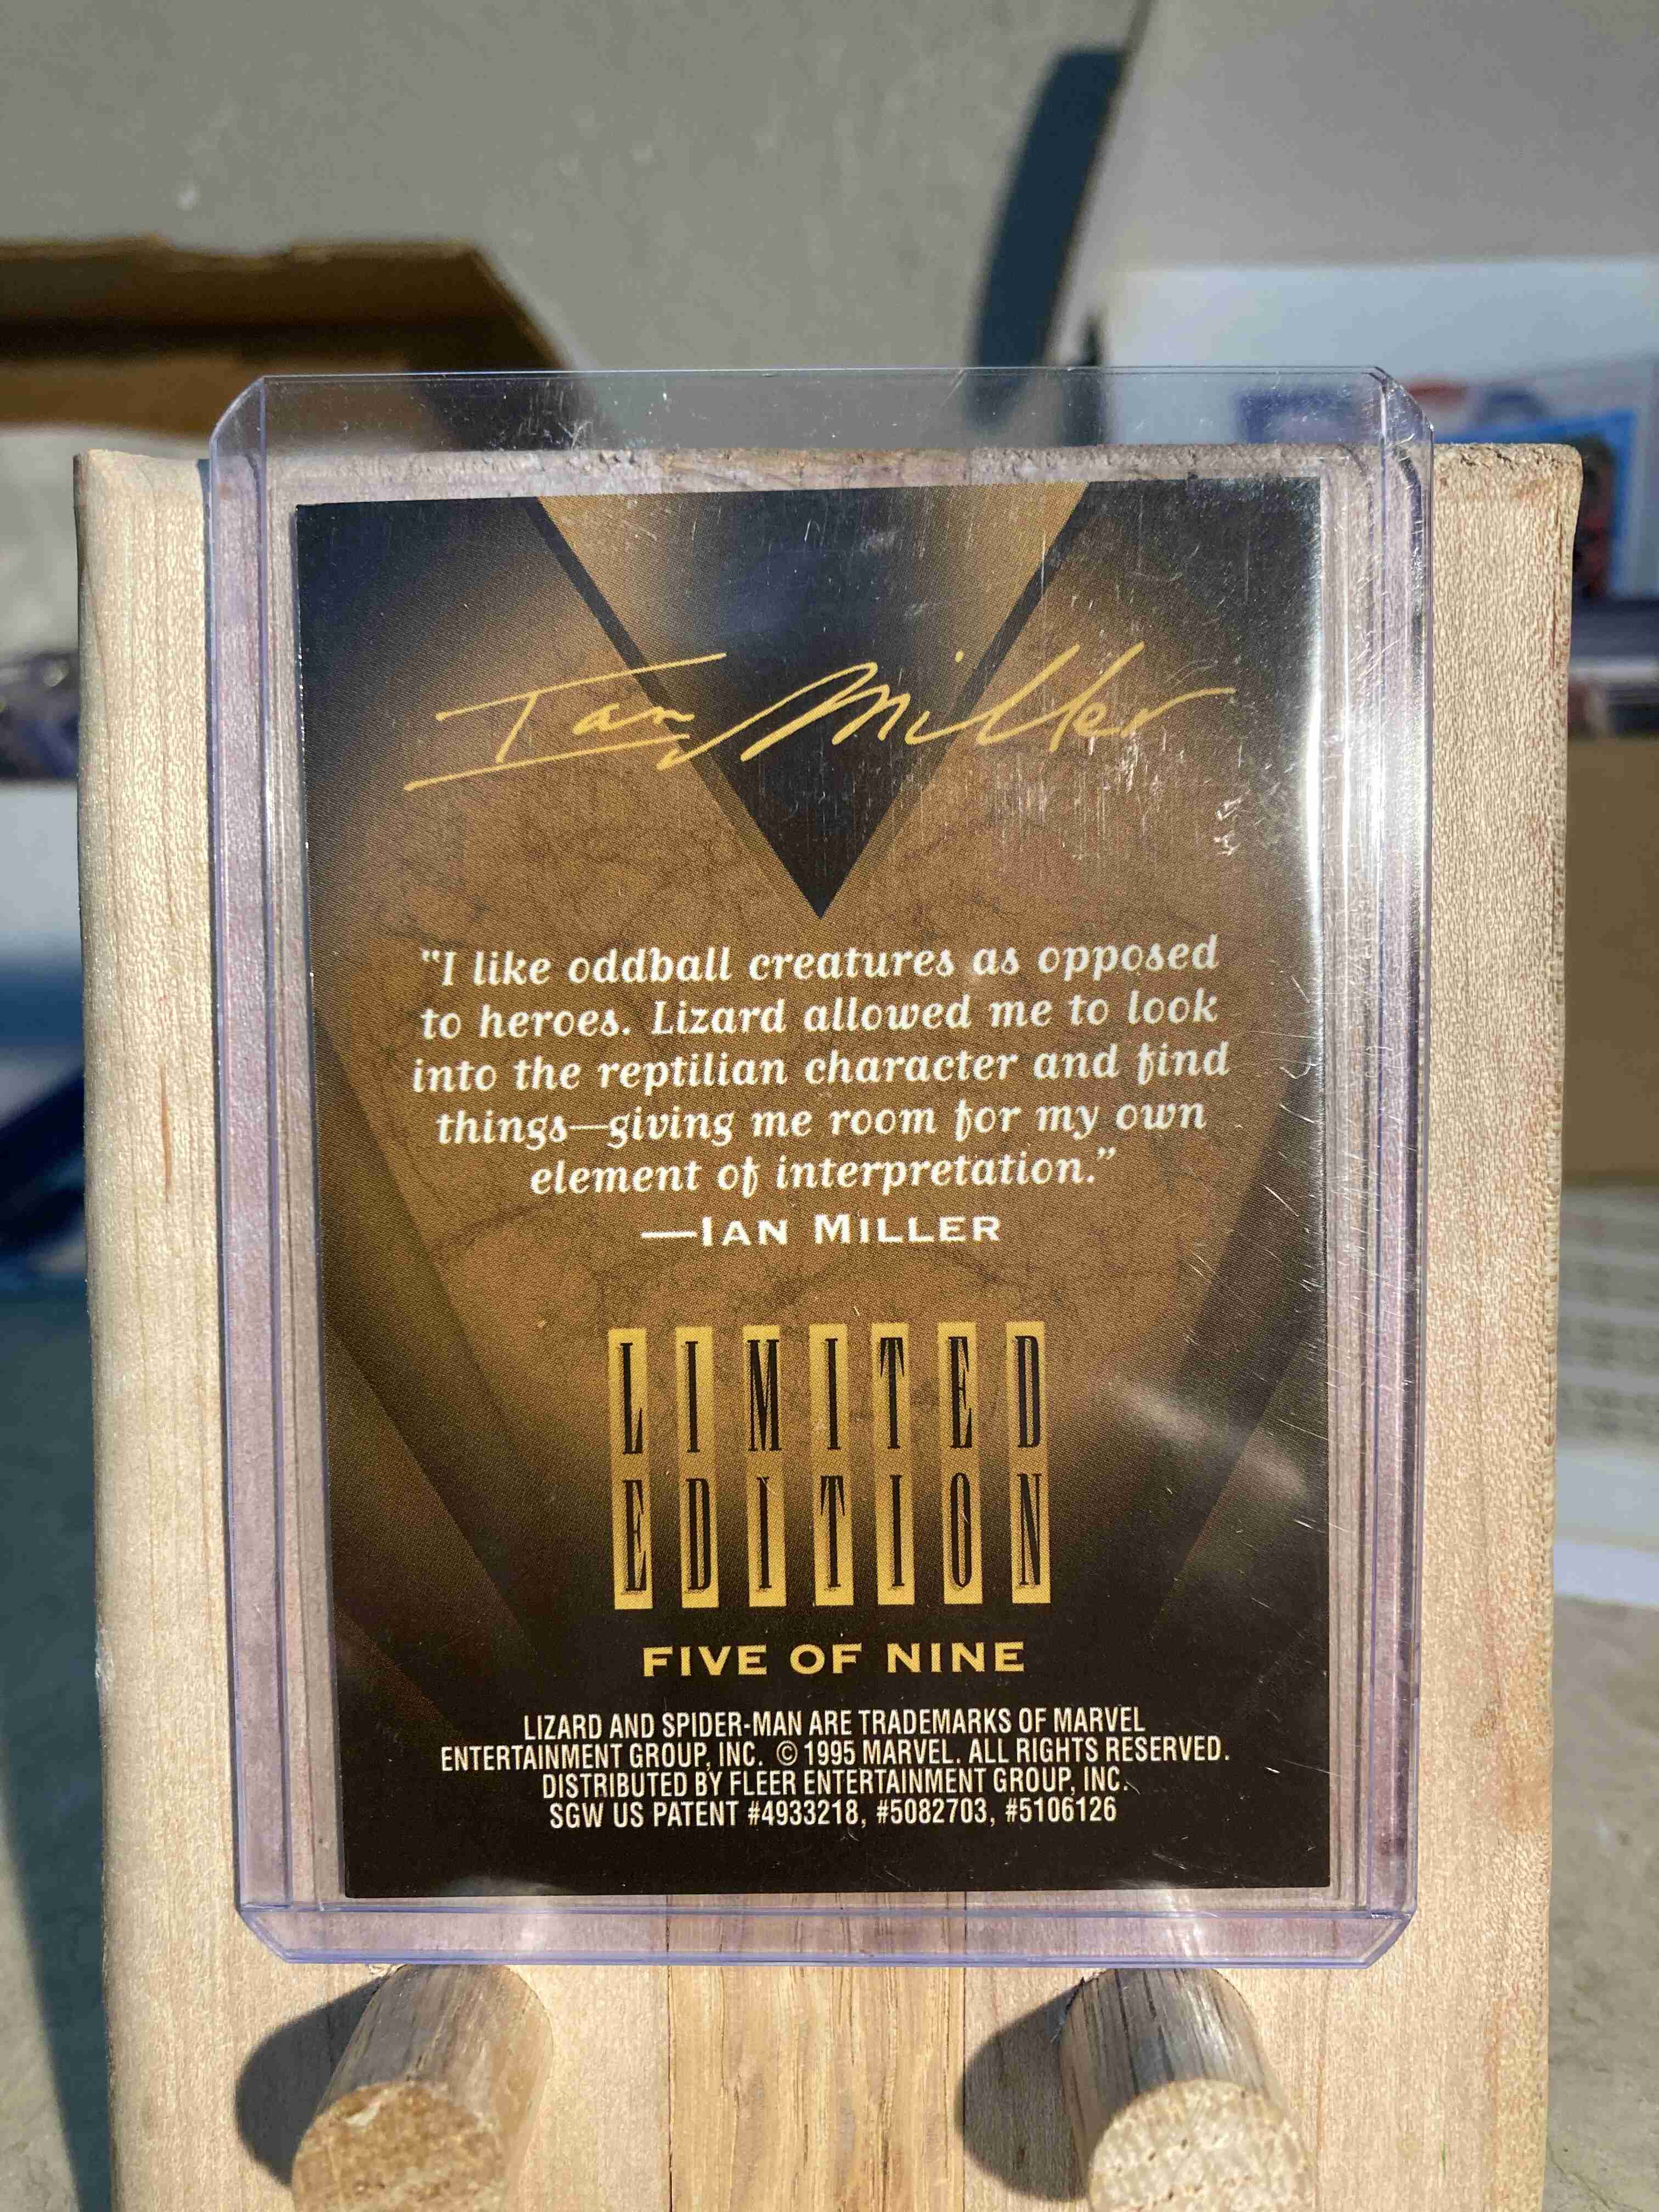 Ian Miller
"I like oddball creatures as opposed
to heroes. Lizard allowed me to look
into the reptilian character and find
things—giving me room for my own
element of interpretation."
—IAN MILLER
LIMITED
EDITION
FIVE OF NINE
LIZARD AND SPIDER-MAN ARE TRADEMARKS OF MARVEL
ENTERTAINMENT GROUP, INC. © 1995 MARVEL. ALL RIGHTS RESERVED.
DISTRIBUTED BY FLEER ENTERTAINMENT GROUP, INC.
SGW US PATENT #4933218, #5082703, #5106126